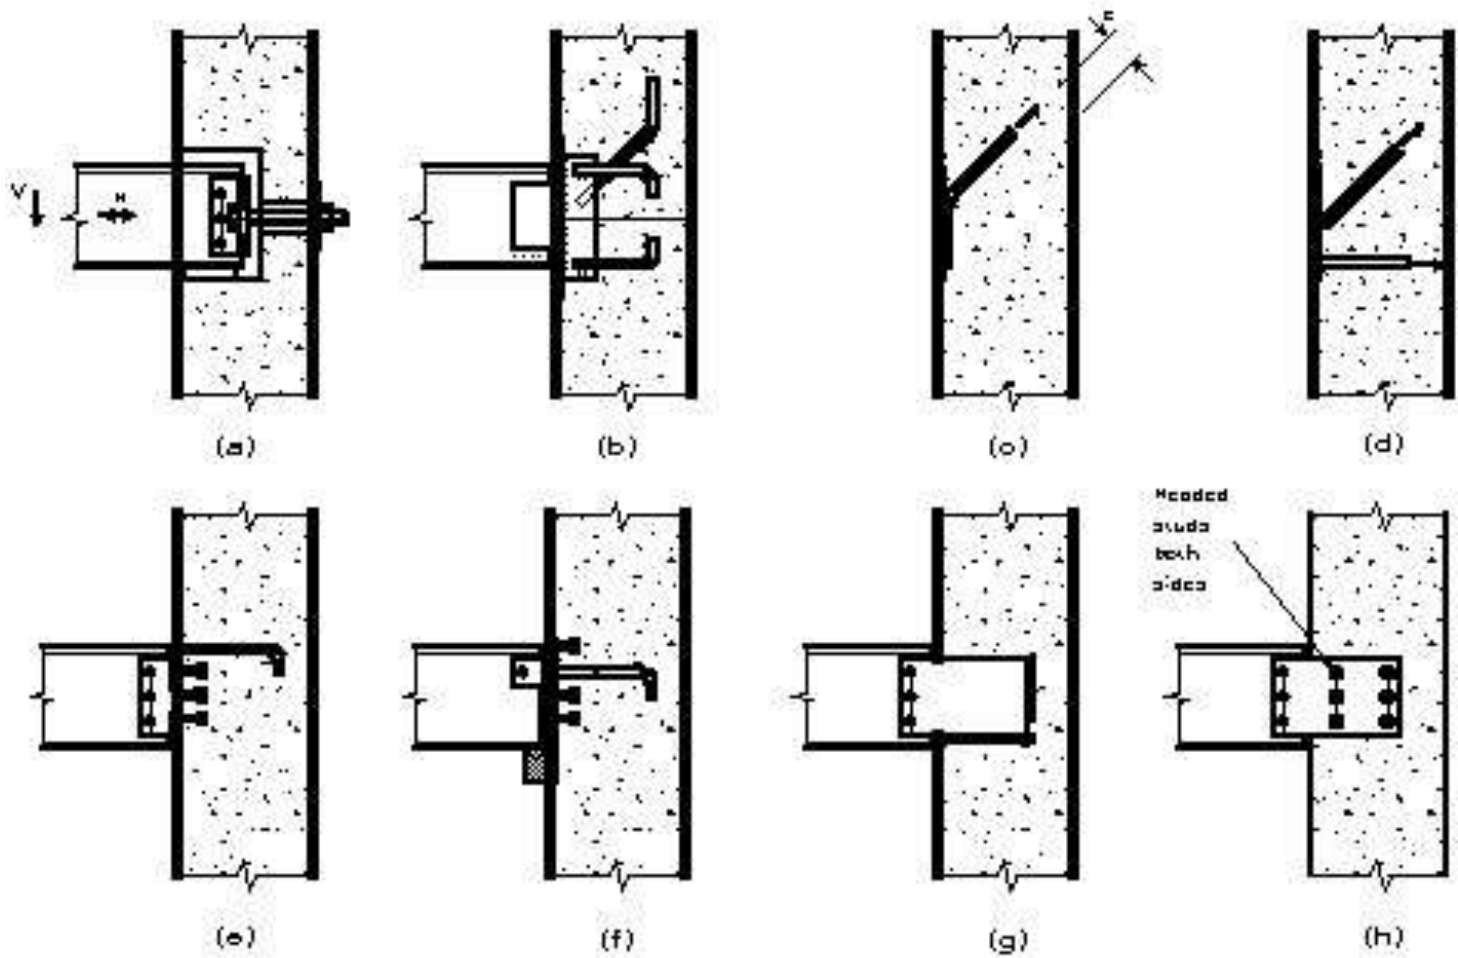 V
H
c
(a)
(b)
(c)
(d)
Headed
studs
both
sides
(e)
(f)
(g)
(h)